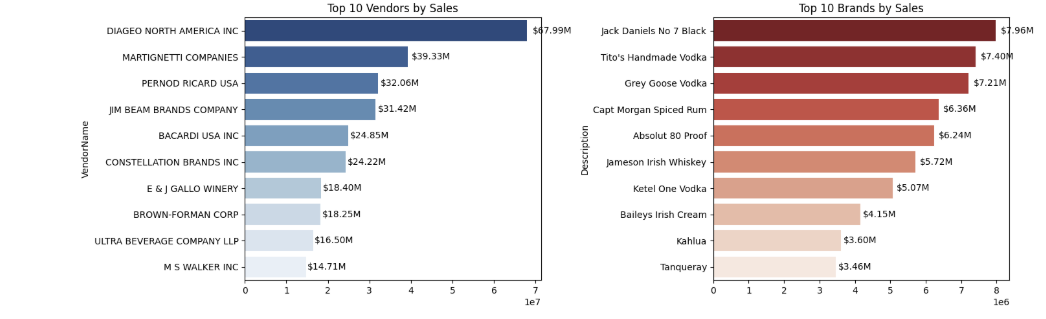 Top 10 Vendors by Sales
VendorName
DIAGEO NORTH AMERICA INC $67.99M
MARTIGNETTI COMPANIES $39.33M
PERNOD RICARD USA $32.06M
JIM BEAM BRANDS COMPANY $31.42M
BACARDI USA INC $24.85M
CONSTELLATION BRANDS INC $24.22M
E & J GALLO WINERY $18.40M
BROWN-FORMAN CORP $18.25M
ULTRA BEVERAGE COMPANY LLP $16.50M
M S WALKER INC $14.71M
0 1 2 3 4 5 6 7
1e7
Top 10 Brands by Sales
Description
Jack Daniels No 7 Black $7.96M
Tito's Handmade Vodka $7.40M
Grey Goose Vodka $7.21M
Capt Morgan Spiced Rum $6.36M
Absolut 80 Proof $6.24M
Jameson Irish Whiskey $5.72M
Ketel One Vodka $5.07M
Baileys Irish Cream $4.15M
Kahlua $3.60M
Tanqueray $3.46M
0 1 2 3 4 5 6 7 8
1e6